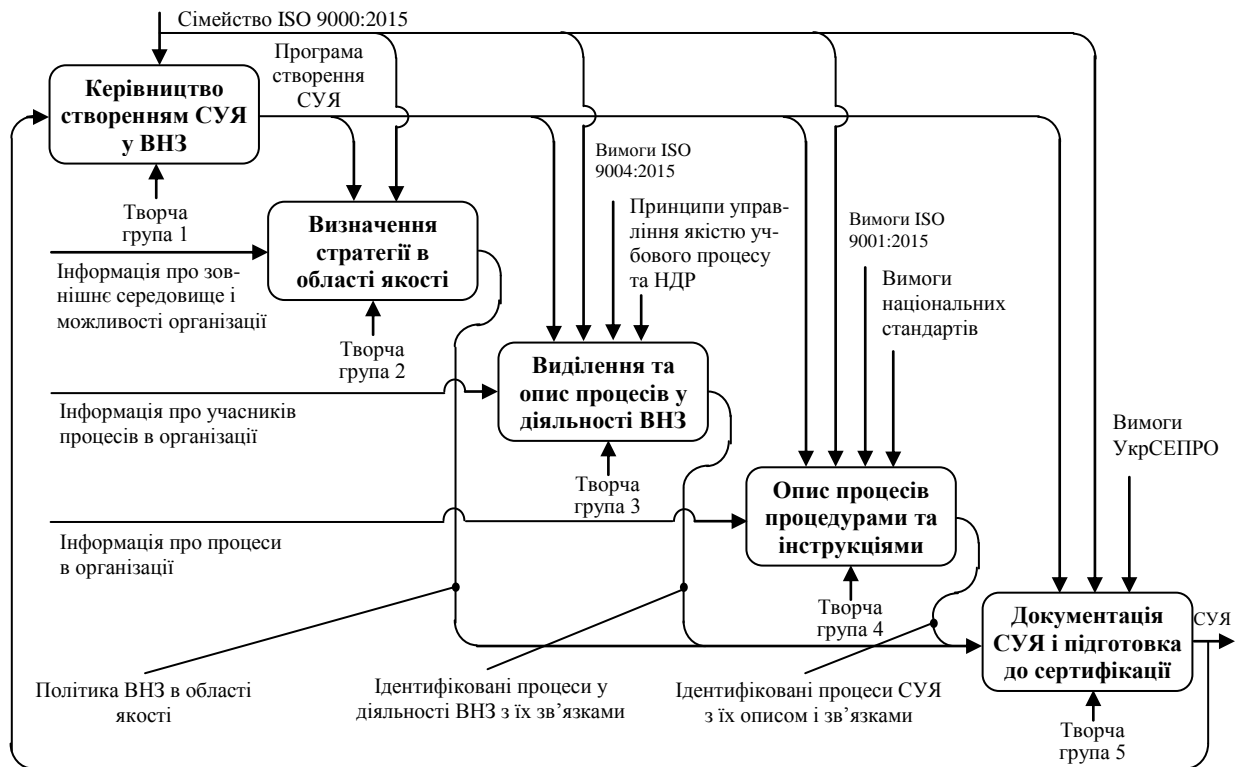 Сімейство ISO 9000:2015
Програма
створення
СУЯ
Керівництво
створенням СУЯ
у ВНЗ
Творча
група 1
Вимоги ISO
9004:2015
Принципи управ-
ління якістю уч-
бового процесу
та НДР
Визначення
стратегії в
області якості
Вимоги ISO
9001:2015
Вимоги
національних
стандартів
Інформація про зов-
нішнє середовище і
можливості організації
Творча
група 2
Виділення та
опис процесів у
діяльності ВНЗ
Інформація про учасників
процесів в організації
Вимоги
УкрСЕПРО
Творча
група 3
Опис процесів
процедурами та
інструкціями
Інформація про процеси
в організації
Творча
група 4
Документація
СУЯ і підготовка
до сертифікації
СУЯ
Політика ВНЗ в області
якості
Ідентифіковані процеси у
діяльності ВНЗ з їх зв’язками
Ідентифіковані процеси СУЯ
з їх описом і зв’язками
Творча
група 5